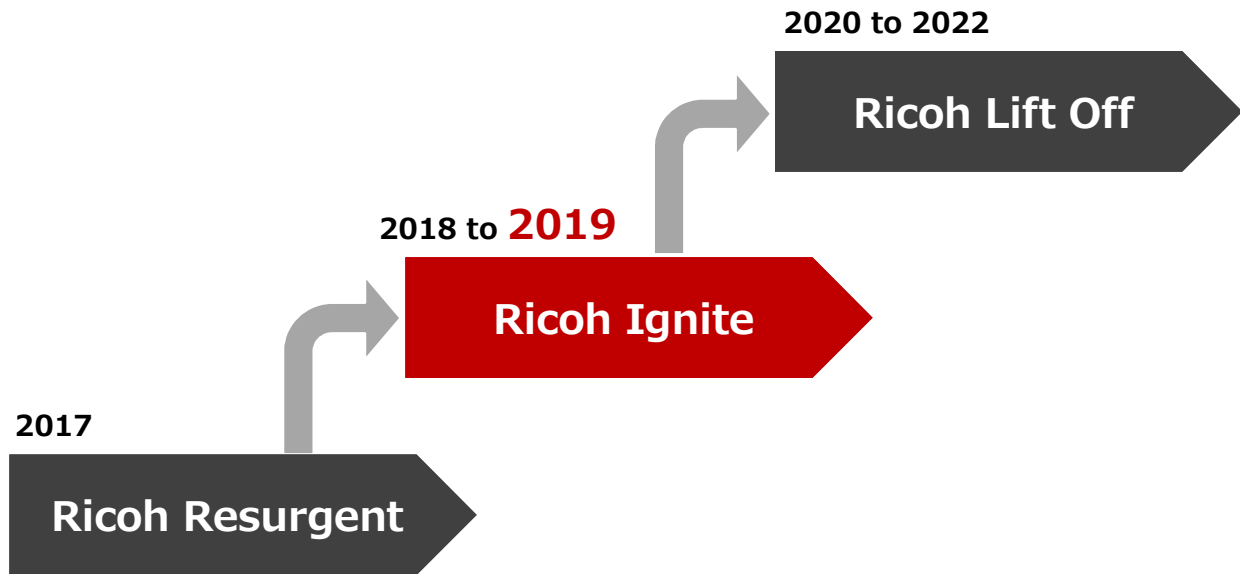 2020 to 2022
Ricoh Lift Off
2018 to 2019
Ricoh Ignite
2017
Ricoh Resurgent